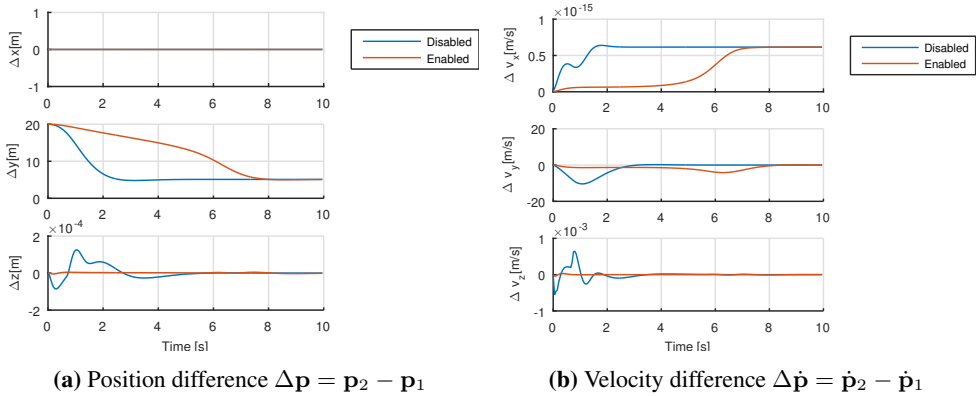 1
0
-1
Δx[m]
0 2 4 6 8 10
Disabled
Enabled
20
10
0
Δy[m]
0 2 4 6 8 10
×10⁻⁴
2
0
-2
Δz[m]
0 2 4 6 8 10
Time [s]
(a) Position difference Δp = p₂ − p₁
×10⁻¹⁵
1
0.5
0
Δ vₓ[m/s]
0 2 4 6 8 10
Disabled
Enabled
20
0
-20
Δ v_y[m/s]
0 2 4 6 8 10
×10⁻³
1
0
-1
Δ v_z[m/s]
0 2 4 6 8 10
Time [s]
(b) Velocity difference Δṗ = ṗ₂ − ṗ₁